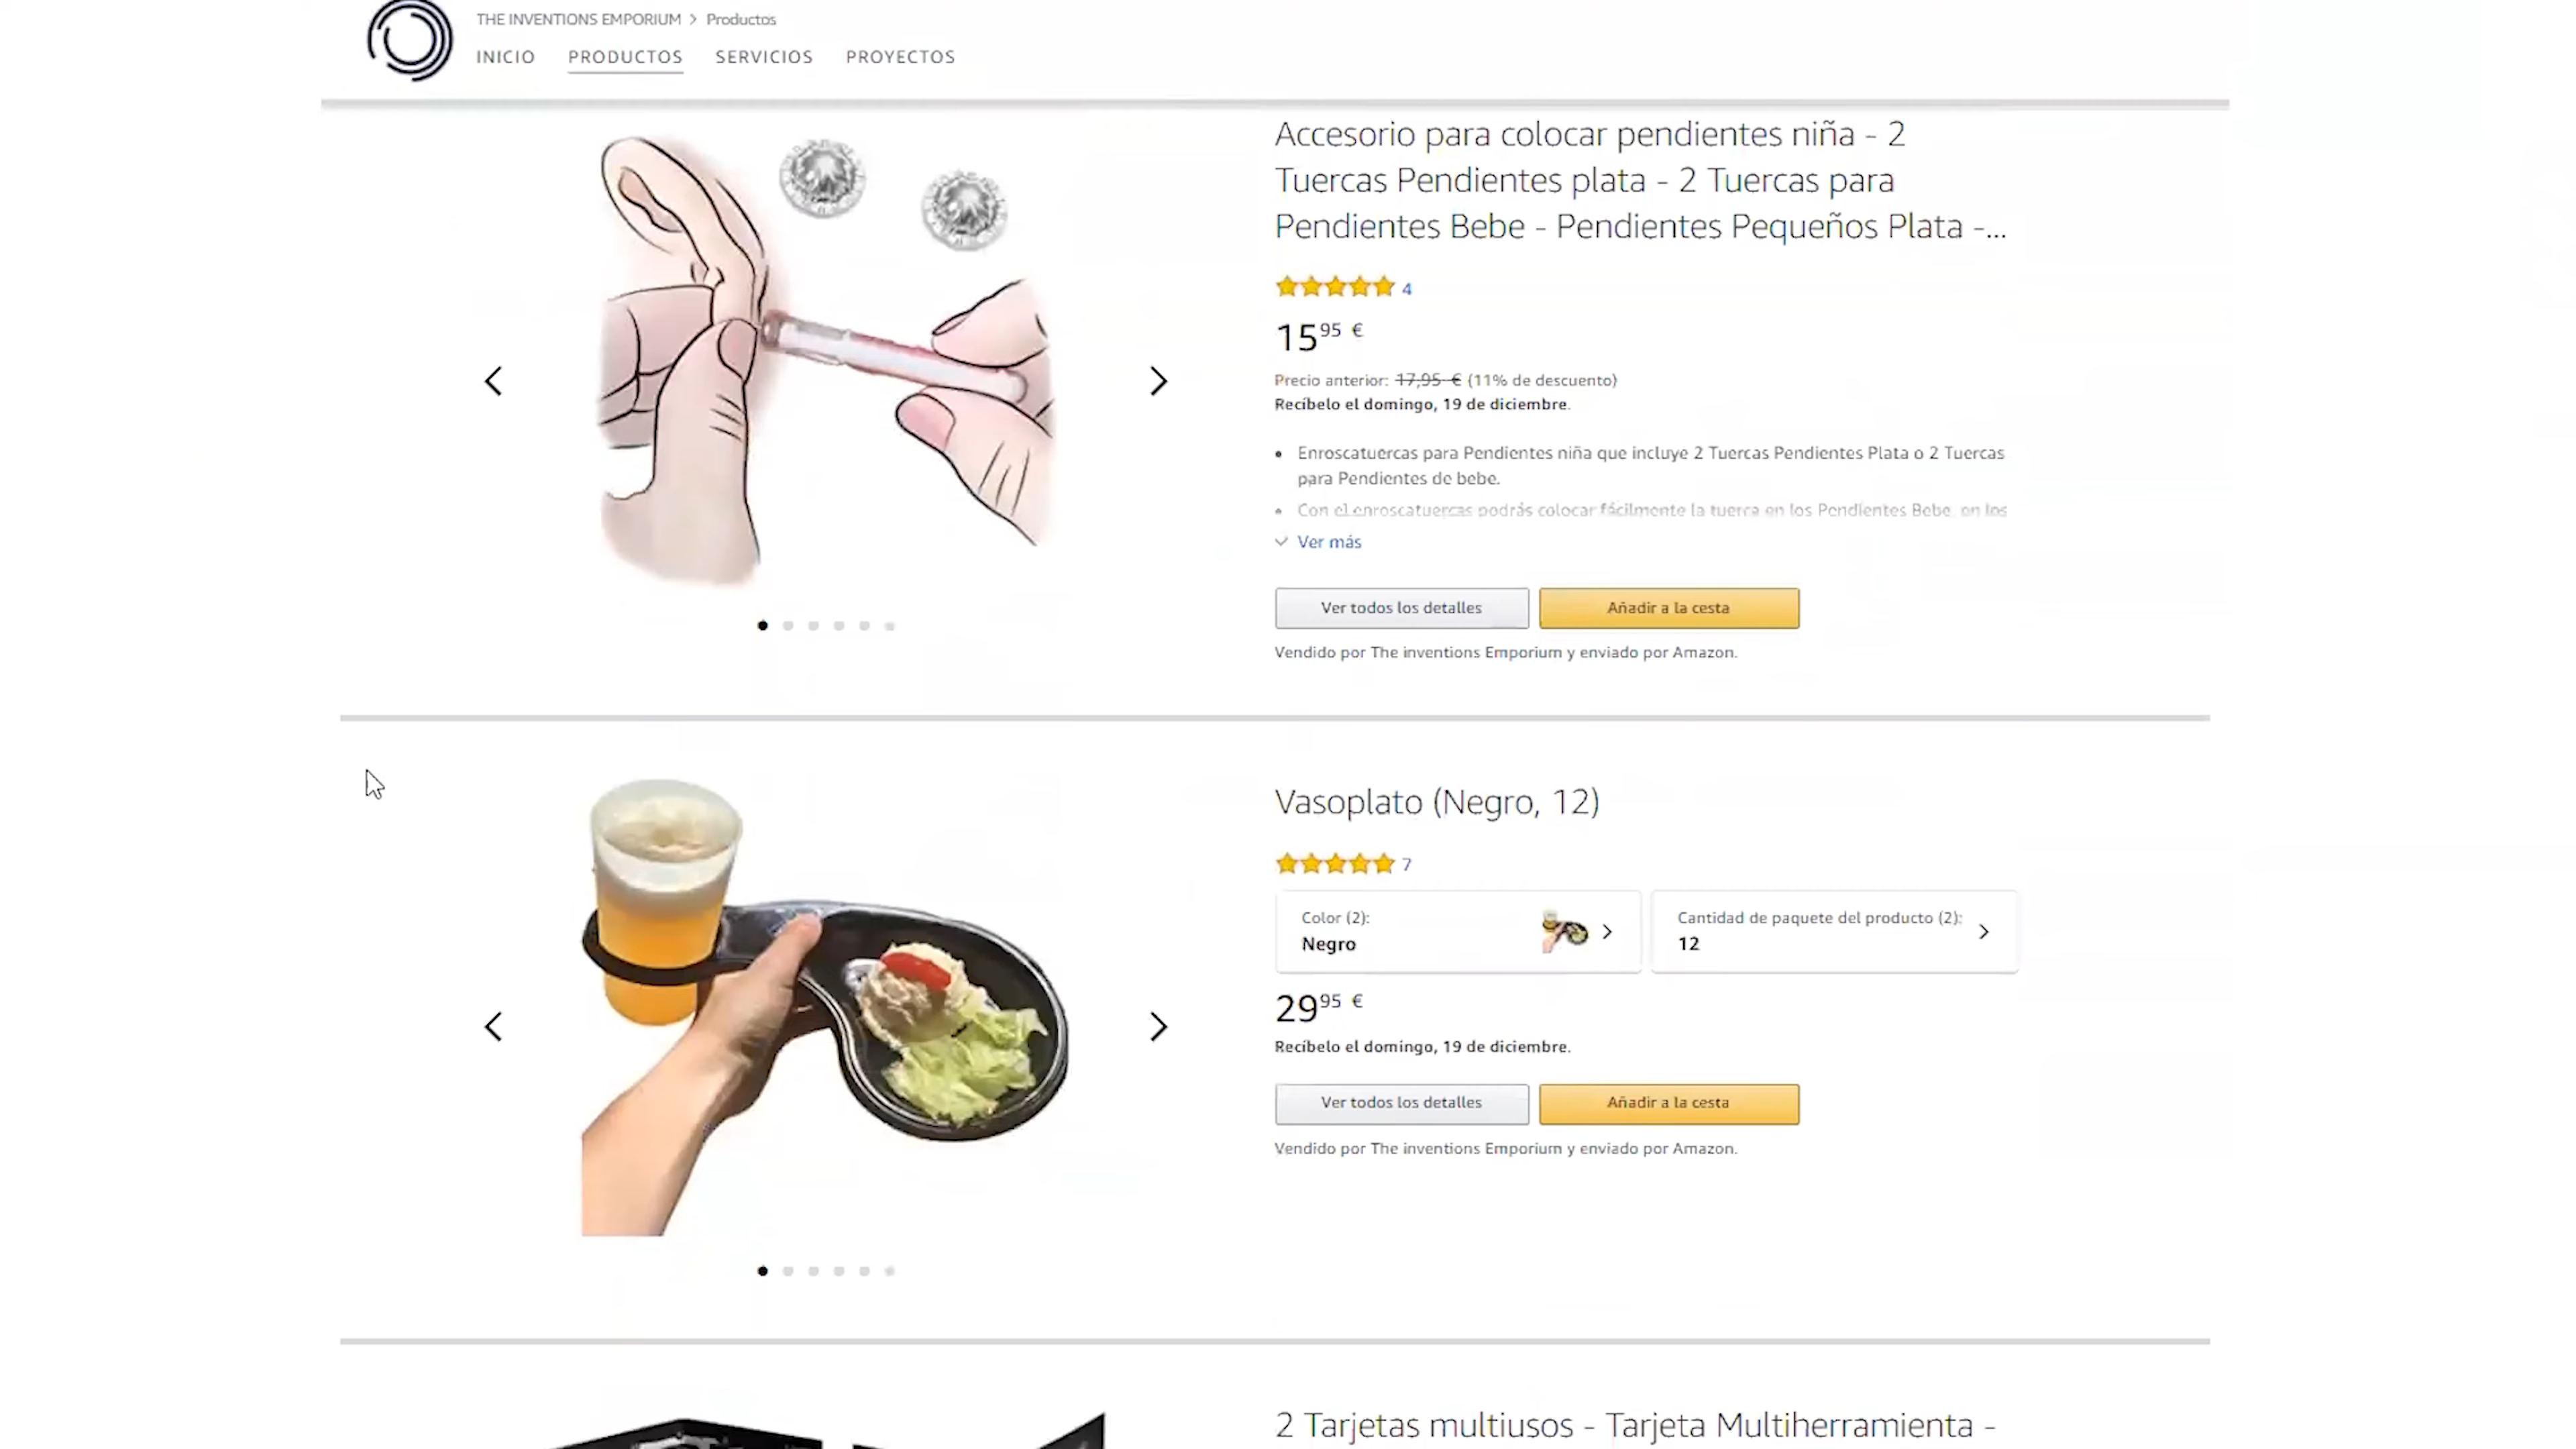 THE INVENTIONS EMPORIUM > Productos
INICIO PRODUCTOS SERVICIOS PROYECTOS
Accesorio para colocar pendientes niña - 2
Tuercas Pendientes plata - 2 Tuercas para
Pendientes Bebe - Pendientes Pequeños Plata -...
4
15 95 €
Precio anterior: 17,95 € (11% de descuento)
Recíbelo el domingo, 19 de diciembre.
• Enroscatuercas para Pendientes niña que incluye 2 Tuercas Pendientes Plata o 2 Tuercas
para Pendientes de bebe.
• Con el enroscatuercas podrás colocar fácilmente la tuerca en los Pendientes Bebe, en los
Ver más
Ver todos los detalles Añadir a la cesta
Vendido por The inventions Emporium y enviado por Amazon.
Vasoplato (Negro, 12)
7
Color (2): Cantidad de paquete del producto (2):
Negro 12
29 95 €
Recíbelo el domingo, 19 de diciembre.
Ver todos los detalles Añadir a la cesta
Vendido por The inventions Emporium y enviado por Amazon.
2 Tarjetas multiusos - Tarjeta Multiherramienta -